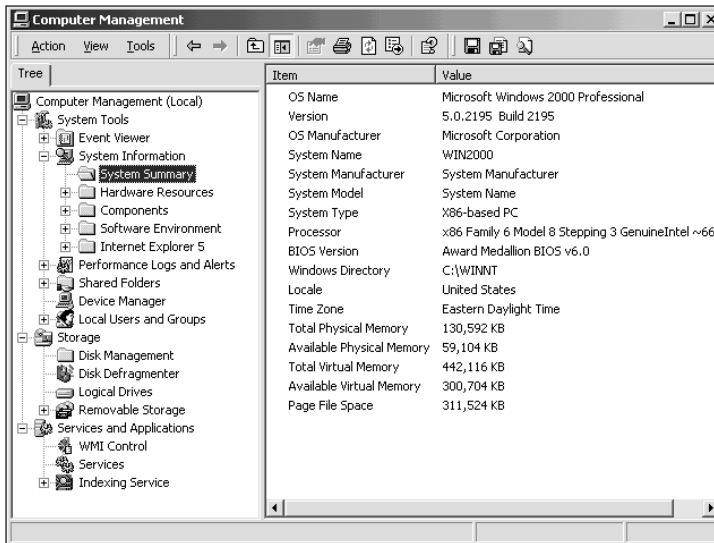 Computer Management
Action View Tools
Tree
Computer Management (Local)
System Tools
Event Viewer
System Information
System Summary
Hardware Resources
Components
Software Environment
Internet Explorer 5
Performance Logs and Alerts
Shared Folders
Device Manager
Local Users and Groups
Storage
Disk Management
Disk Defragmenter
Logical Drives
Removable Storage
Services and Applications
WMI Control
Services
Indexing Service
Item Value
OS Name Microsoft Windows 2000 Professional
Version 5.0.2195 Build 2195
OS Manufacturer Microsoft Corporation
System Name WIN2000
System Manufacturer System Manufacturer
System Model System Name
System Type X86-based PC
Processor x86 Family 6 Model 8 Stepping 3 GenuineIntel ~66
BIOS Version Award Medallion BIOS v6.0
Windows Directory C:\WINNT
Locale United States
Time Zone Eastern Daylight Time
Total Physical Memory 130,592 KB
Available Physical Memory 59,104 KB
Total Virtual Memory 442,116 KB
Available Virtual Memory 300,704 KB
Page File Space 311,524 KB